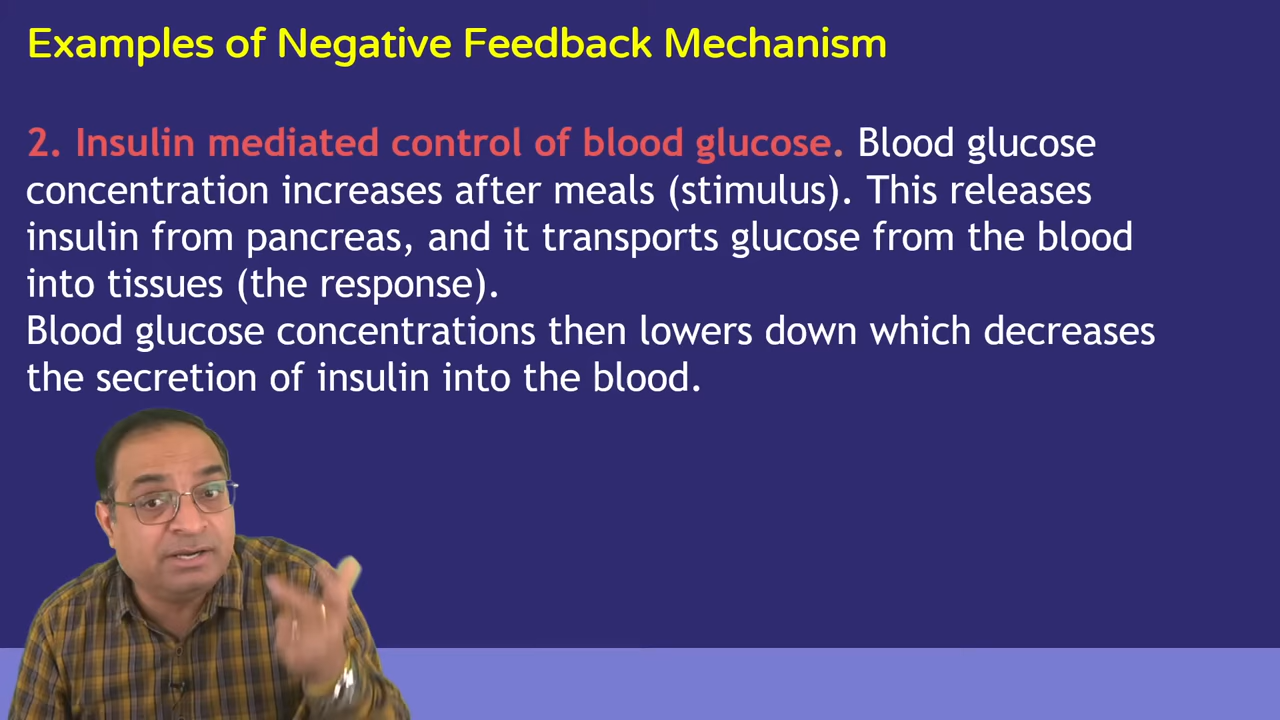 Examples of Negative Feedback Mechanism
2. Insulin mediated control of blood glucose. Blood glucose
concentration increases after meals (stimulus). This releases
insulin from pancreas, and it transports glucose from the blood
into tissues (the response).
Blood glucose concentrations then lowers down which decreases
the secretion of insulin into the blood.